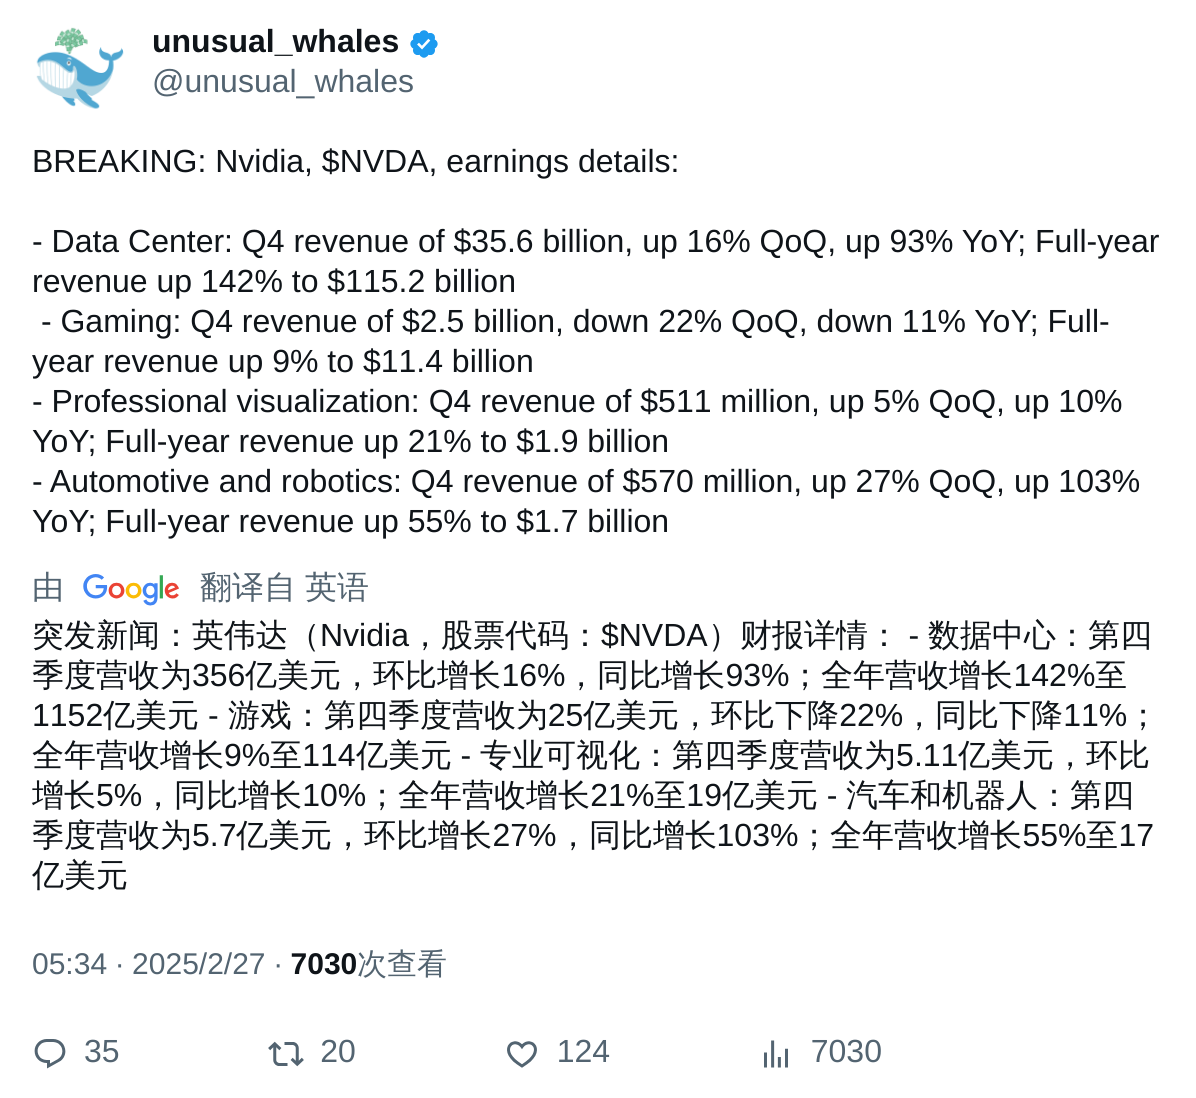 unusual_whales
@unusual_whales
BREAKING: Nvidia, $NVDA, earnings details:
- Data Center: Q4 revenue of $35.6 billion, up 16% QoQ, up 93% YoY; Full-year
revenue up 142% to $115.2 billion
- Gaming: Q4 revenue of $2.5 billion, down 22% QoQ, down 11% YoY; Full-
year revenue up 9% to $11.4 billion
- Professional visualization: Q4 revenue of $511 million, up 5% QoQ, up 10%
YoY; Full-year revenue up 21% to $1.9 billion
- Automotive and robotics: Q4 revenue of $570 million, up 27% QoQ, up 103%
YoY; Full-year revenue up 55% to $1.7 billion
由 Google 翻译自 英语
突发新闻：英伟达（Nvidia，股票代码：$NVDA）财报详情： - 数据中心：第四
季度营收为356亿美元，环比增长16%，同比增长93%；全年营收增长142%至
1152亿美元 - 游戏：第四季度营收为25亿美元，环比下降22%，同比下降11%；
全年营收增长9%至114亿美元 - 专业可视化：第四季度营收为5.11亿美元，环比
增长5%，同比增长10%；全年营收增长21%至19亿美元 - 汽车和机器人：第四
季度营收为5.7亿美元，环比增长27%，同比增长103%；全年营收增长55%至17
亿美元
05:34 · 2025/2/27 · 7030次查看
35 20 124 7030